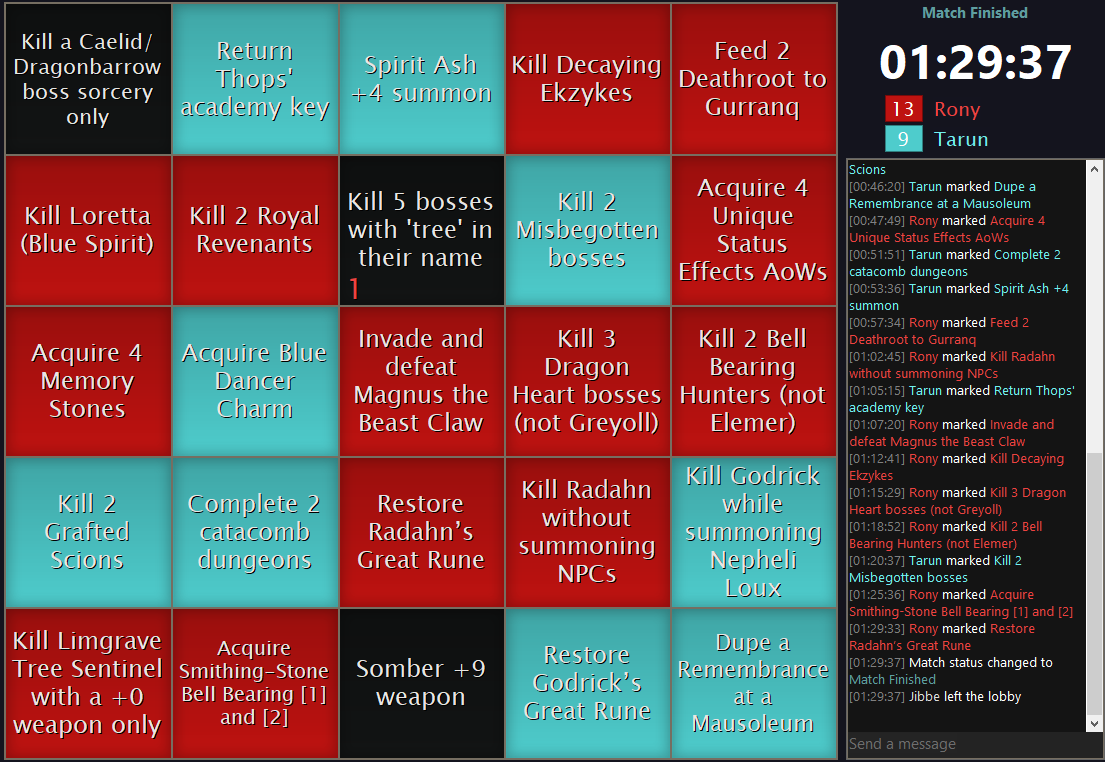 Kill a Caelid/
Dragonbarrow
boss sorcery
only
Return
Thops'
academy key
Spirit Ash
+4 summon
Kill Decaying
Ekzykes
Feed 2
Deathroot to
Gurranq
Kill Loretta
(Blue Spirit)
Kill 2 Royal
Revenants
Kill 5 bosses
with 'tree' in
their name
1
Kill 2
Misbegotten
bosses
Acquire 4
Unique
Status
Effects AoWs
Acquire 4
Memory
Stones
Acquire Blue
Dancer
Charm
Invade and
defeat
Magnus the
Beast Claw
Kill 3
Dragon
Heart bosses
(not Greyoll)
Kill 2 Bell
Bearing
Hunters (not
Elemer)
Kill 2
Grafted
Scions
Complete 2
catacomb
dungeons
Restore
Radahn’s
Great Rune
Kill Radahn
without
summoning
NPCs
Kill Godrick
while
summoning
Nepheli
Loux
Kill Limgrave
Tree Sentinel
with a +0
weapon only
Acquire
Smithing-Stone
Bell Bearing [1]
and [2]
Somber +9
weapon
Restore
Godrick’s
Great Rune
Dupe a
Remembrance
at a
Mausoleum
Match Finished
01:29:37
13 Rony
9 Tarun
Scions
[00:46:20] Tarun marked Dupe a
Remembrance at a Mausoleum
[00:47:49] Rony marked Acquire 4
Unique Status Effects AoWs
[00:51:51] Tarun marked Complete 2
catacomb dungeons
[00:53:36] Tarun marked Spirit Ash +4
summon
[00:57:34] Rony marked Feed 2
Deathroot to Gurranq
[01:02:45] Rony marked Kill Radahn
without summoning NPCs
[01:05:15] Tarun marked Return Thops'
academy key
[01:07:20] Rony marked Invade and
defeat Magnus the Beast Claw
[01:12:41] Rony marked Kill Decaying
Ekzykes
[01:15:29] Rony marked Kill 3 Dragon
Heart bosses (not Greyoll)
[01:18:52] Rony marked Kill 2 Bell
Bearing Hunters (not Elemer)
[01:20:37] Tarun marked Kill 2
Misbegotten bosses
[01:25:36] Rony marked Acquire
Smithing-Stone Bell Bearing [1] and [2]
[01:29:33] Rony marked Restore
Radahn's Great Rune
[01:29:37] Match status changed to
Match Finished
[01:29:37] Jibbe left the lobby
Send a message